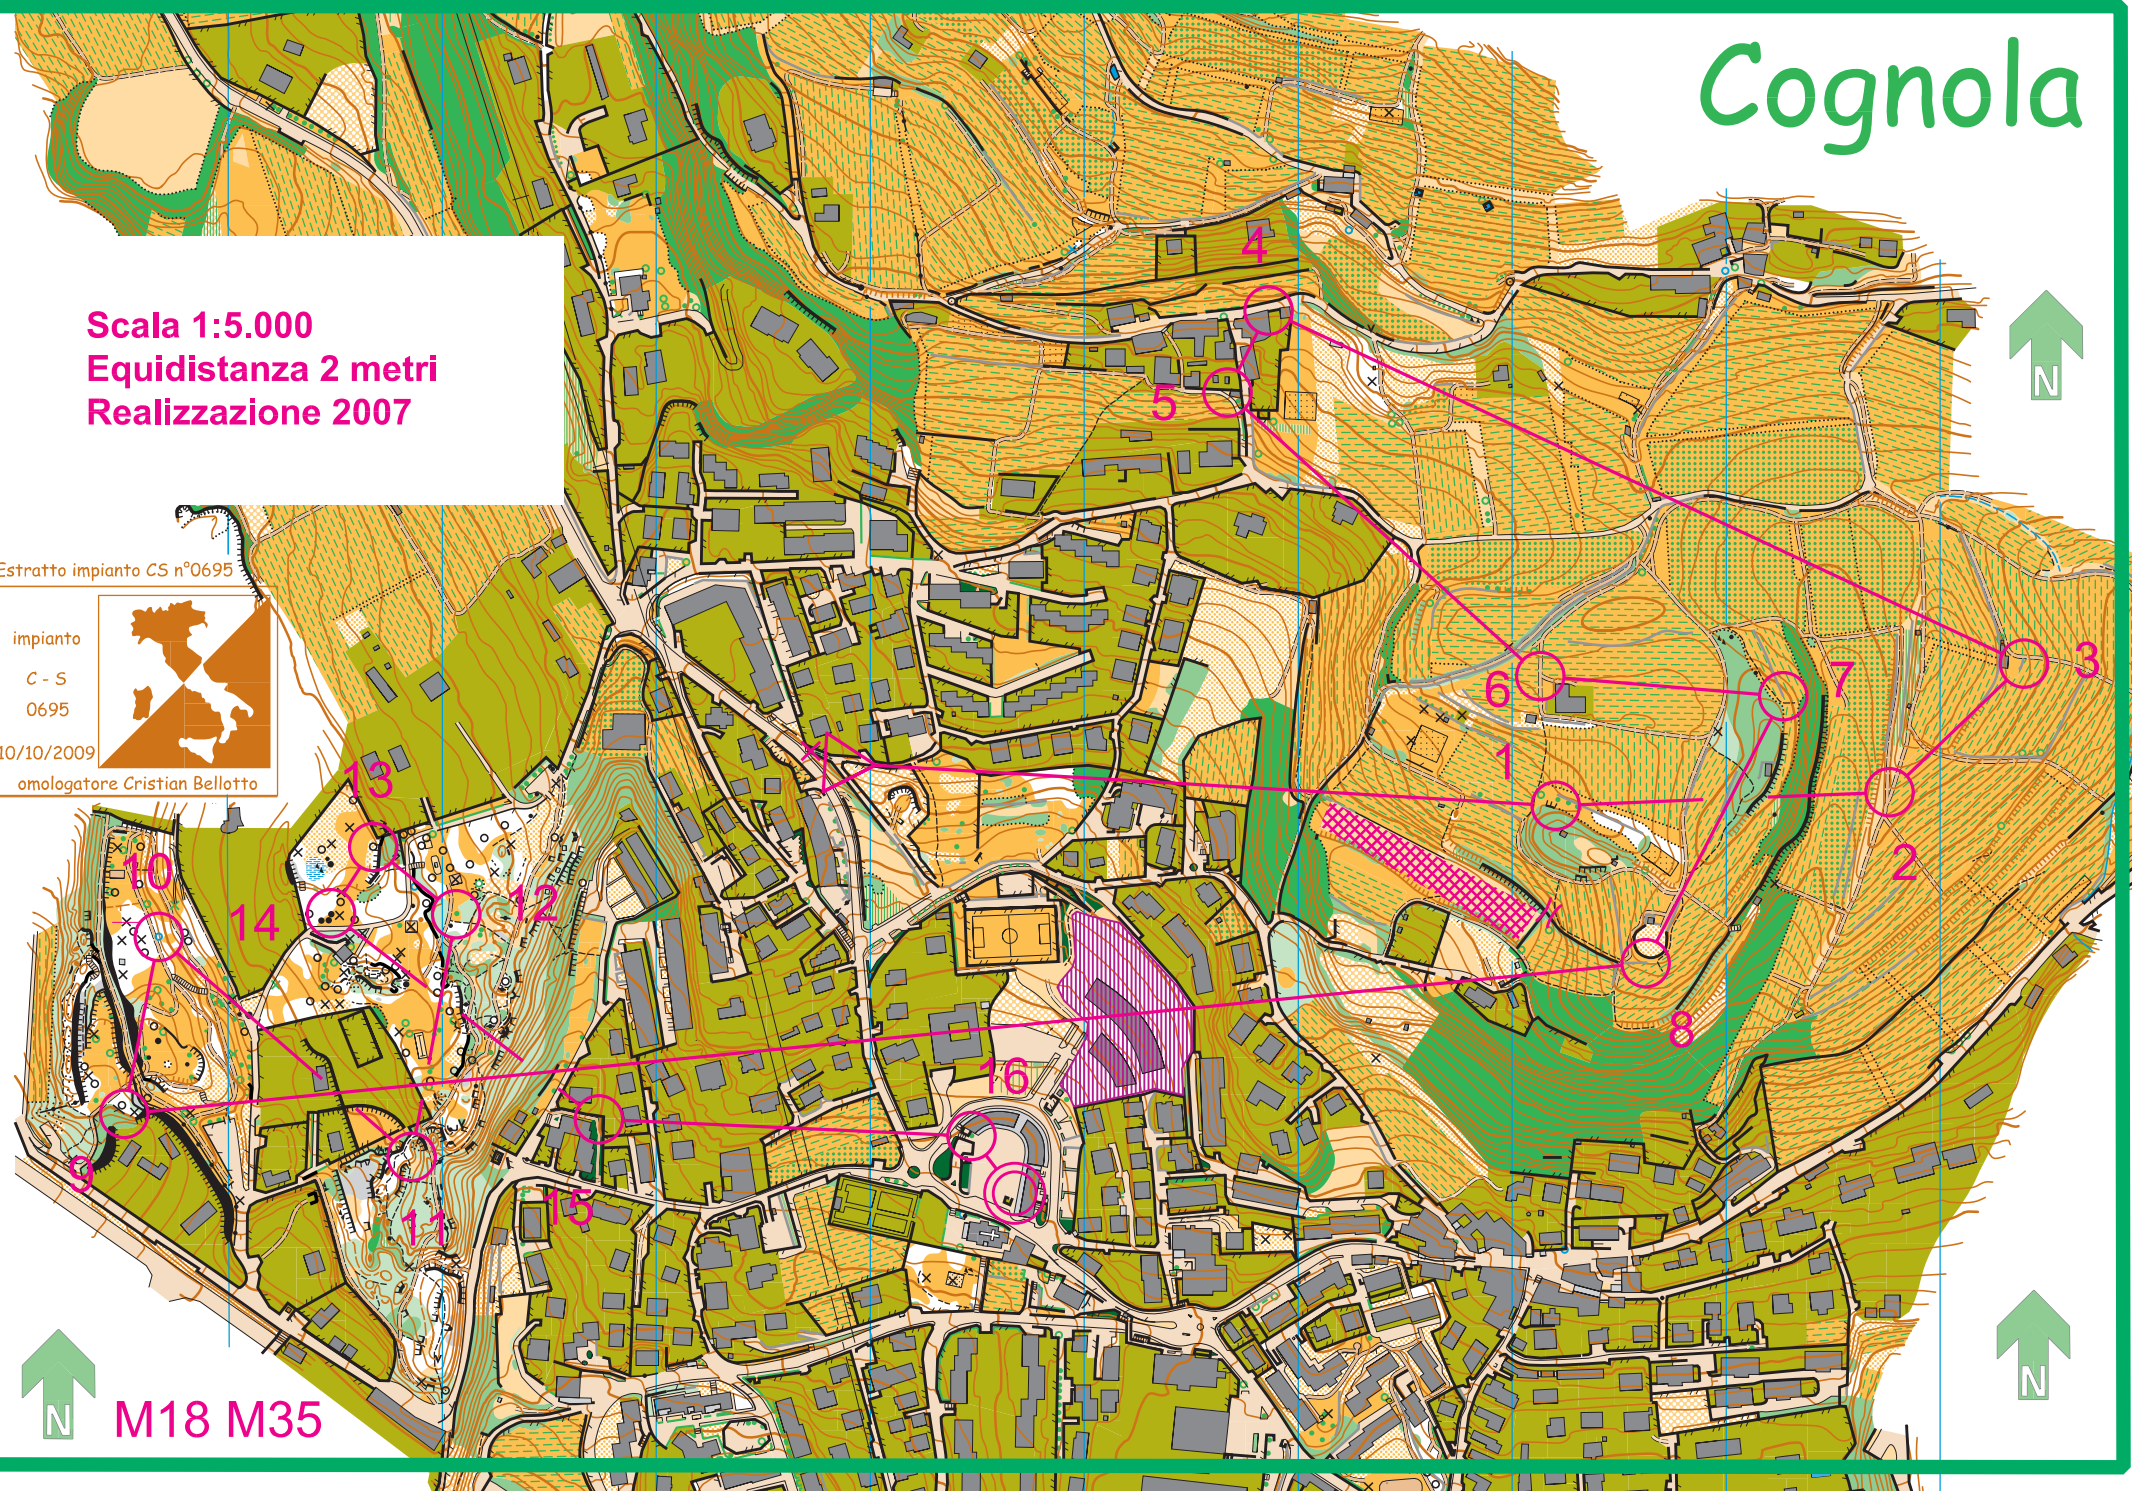 Cognola
Scala 1:5.000
Equidistanza 2 metri
Realizzazione 2007
Estratto impianto CS n°0695
impianto
C - S
0695
10/10/2009
omologatore Cristian Bellotto
4
5
3
6
7
1
2
8
13
10
12
14
16
9
15
11
N
N
N
M18 M35